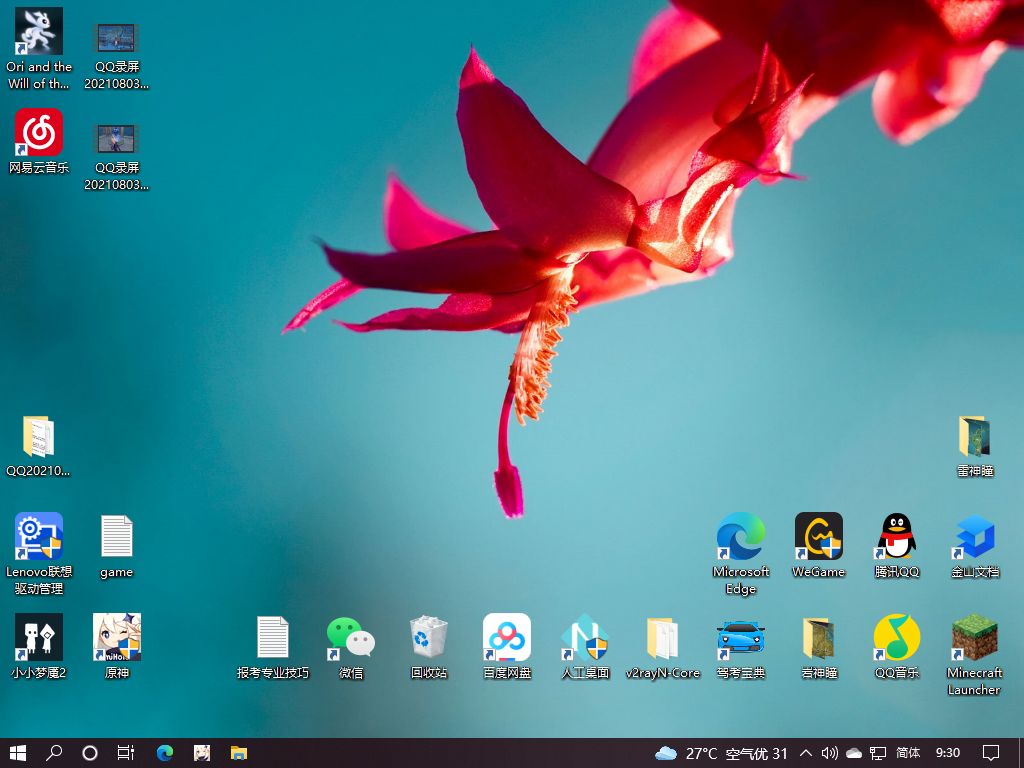 Ori and the
Will of th...
QQ录屏
20210803...
网易云音乐
QQ录屏
20210803...
QQ20210...
雷神瞳
Lenovo联想
驱动管理
game
Microsoft
Edge
WeGame
腾讯QQ
金山文档
小小梦魇2
原神
报考专业技巧
微信
回收站
百度网盘
人工桌面
v2rayN-Core
驾考宝典
岩神瞳
QQ音乐
Minecraft
Launcher
27°C 空气优 31
简体
9:30